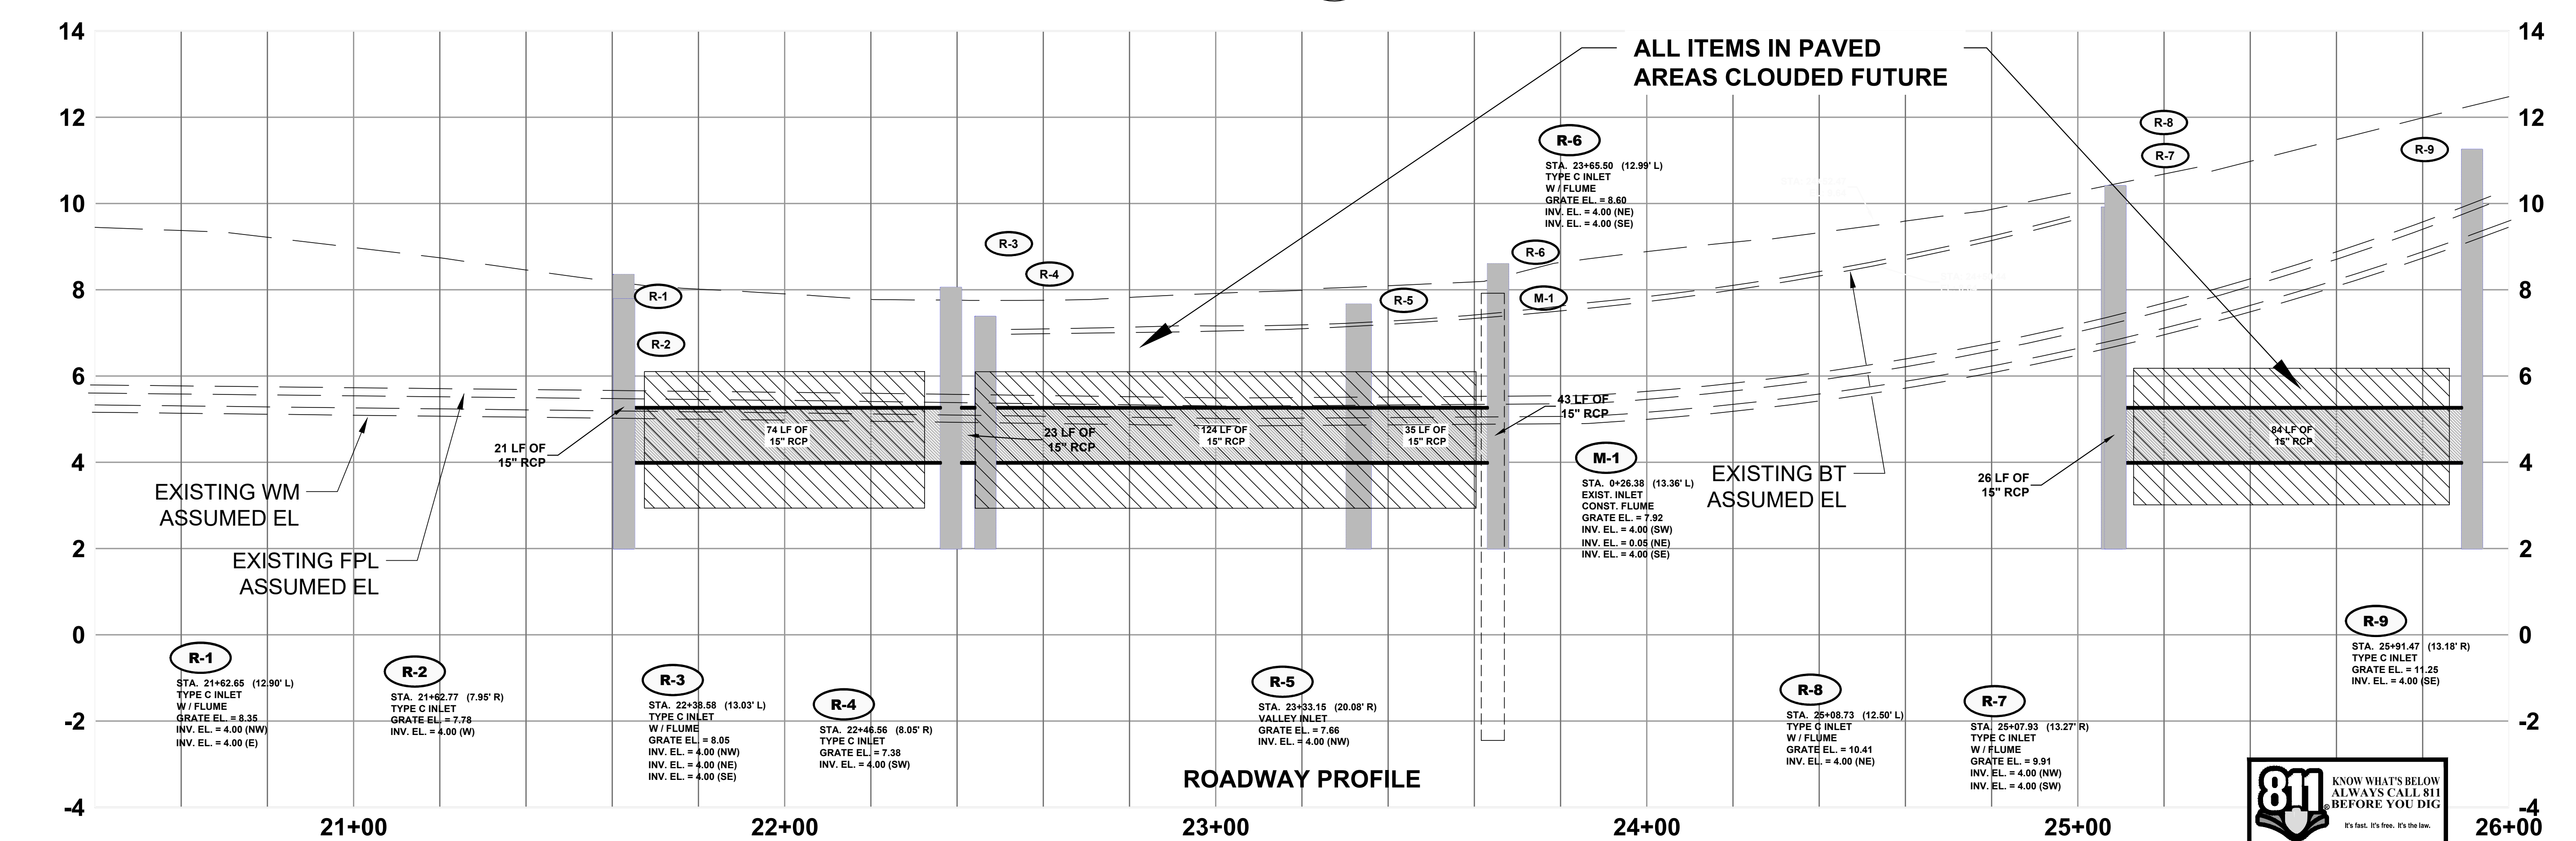 14
12
10
8
6
4
2
0
-2
-4
14
12
10
8
6
4
2
0
-2
-4
ALL ITEMS IN PAVED
AREAS CLOUDED FUTURE
R-6
STA. 23+65.50 (12.99' L)
TYPE C INLET
W / FLUME
GRATE EL. = 8.60
INV. EL. = 4.00 (NE)
INV. EL. = 4.00 (SE)
R-8
R-7
R-9
R-3
R-4
R-6
R-1
R-5
M-1
R-2
21 LF OF
15" RCP
74 LF OF
15" RCP
23 LF OF
15" RCP
124 LF OF
15" RCP
35 LF OF
15" RCP
43 LF OF
15" RCP
26 LF OF
15" RCP
84 LF OF
15" RCP
EXISTING WM
ASSUMED EL
EXISTING FPL
ASSUMED EL
EXISTING BT
ASSUMED EL
M-1
STA. 0+26.38 (13.36' L)
EXIST. INLET
CONST. FLUME
GRATE EL. = 7.92
INV. EL. = 4.00 (SW)
INV. EL. = 0.05 (NE)
INV. EL. = 4.00 (SE)
R-1
STA. 21+62.65 (12.90' L)
TYPE C INLET
W / FLUME
GRATE EL. = 8.35
INV. EL. = 4.00 (NW)
INV. EL. = 4.00 (E)
R-2
STA. 21+62.77 (7.95' R)
TYPE C INLET
GRATE EL. = 7.78
INV. EL. = 4.00 (W)
R-3
STA. 22+38.58 (13.03' L)
TYPE C INLET
W / FLUME
GRATE EL. = 8.05
INV. EL. = 4.00 (NW)
INV. EL. = 4.00 (NE)
INV. EL. = 4.00 (SE)
R-4
STA. 22+46.56 (8.05' R)
TYPE C INLET
GRATE EL. = 7.38
INV. EL. = 4.00 (SW)
R-5
STA. 23+33.15 (20.08' R)
VALLEY INLET
GRATE EL. = 7.66
INV. EL. = 4.00 (NW)
R-8
STA. 25+08.73 (12.50' L)
TYPE C INLET
W / FLUME
GRATE EL. = 10.41
INV. EL. = 4.00 (NE)
R-7
STA. 25+07.93 (13.27' R)
TYPE C INLET
W / FLUME
GRATE EL. = 9.91
INV. EL. = 4.00 (NW)
INV. EL. = 4.00 (SW)
R-9
STA. 25+91.47 (13.18' R)
TYPE C INLET
GRATE EL. = 11.25
INV. EL. = 4.00 (SE)
ROADWAY PROFILE
811
®
KNOW WHAT'S BELOW
ALWAYS CALL 811
BEFORE YOU DIG
It's fast. It's free. It's the law.
21+00
22+00
23+00
24+00
25+00
26+00